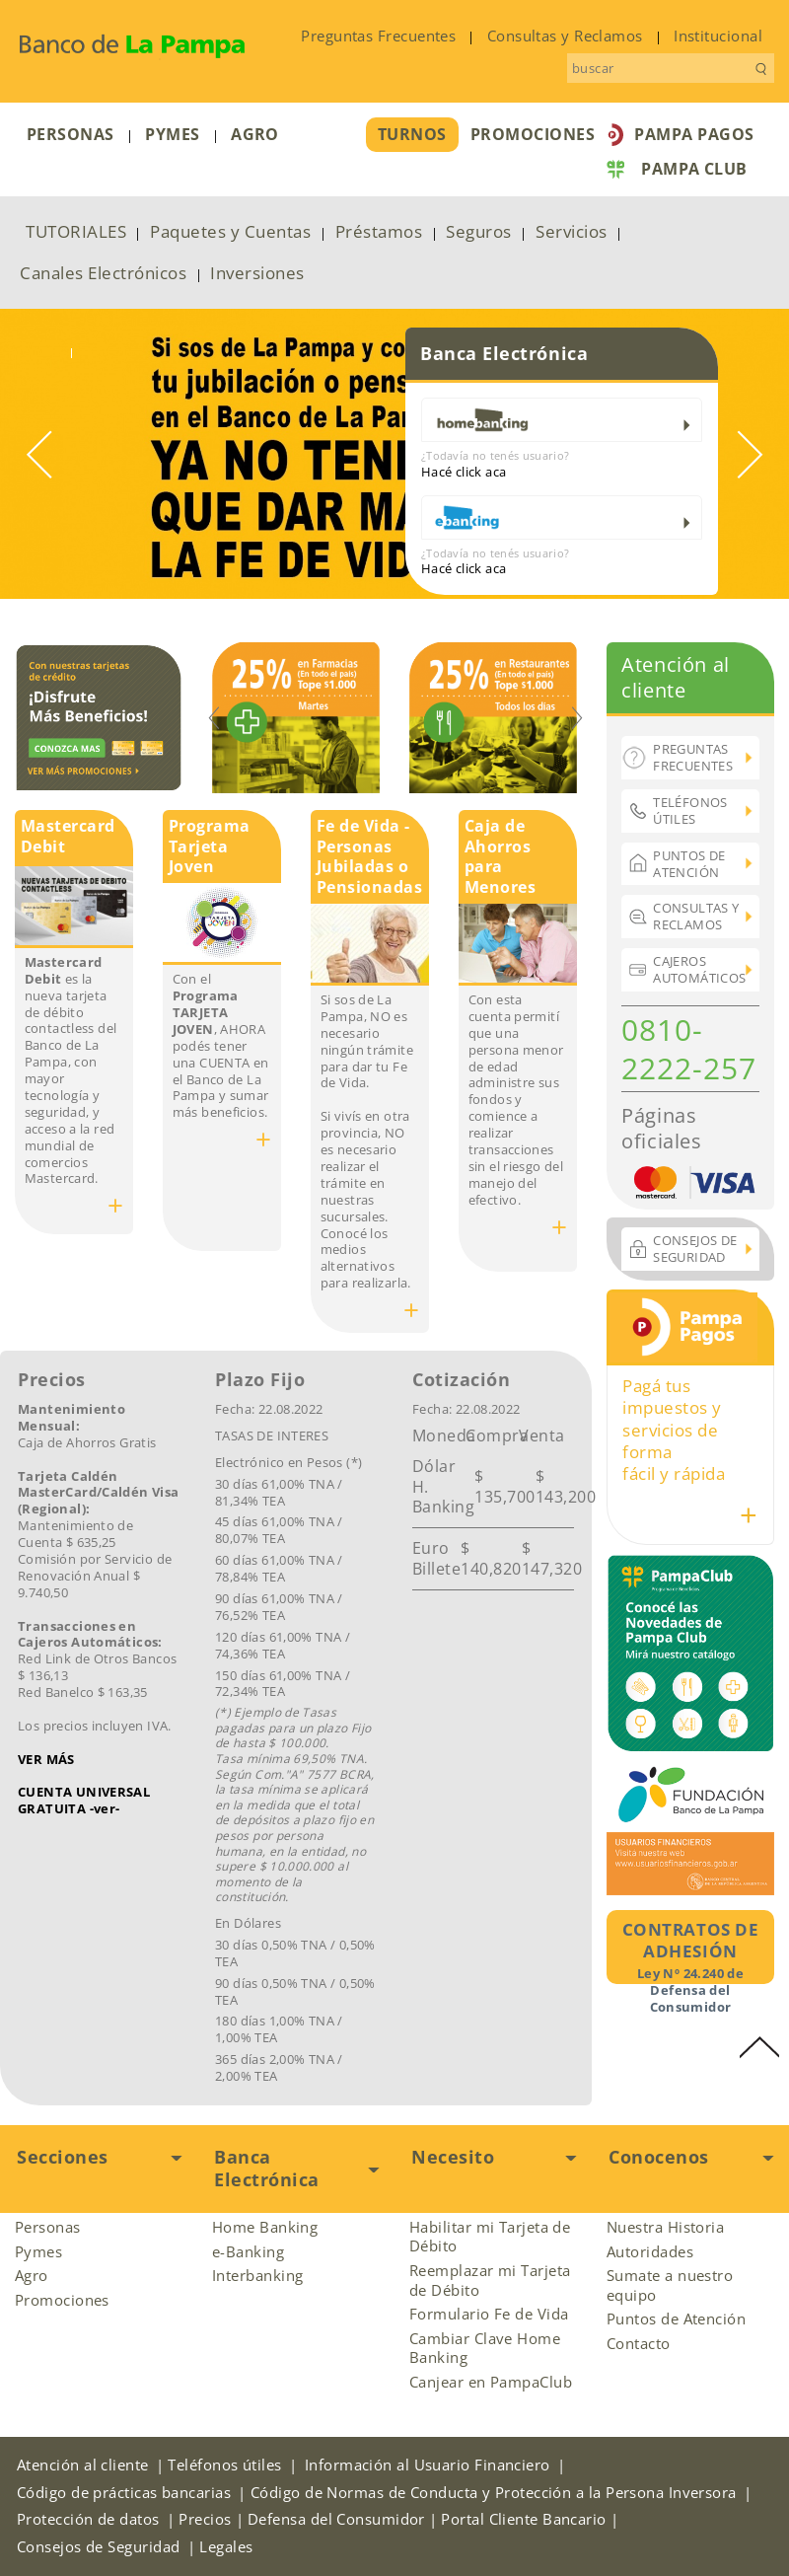 Banco de La Pampa
Preguntas Frecuentes | Consultas y Reclamos | Institucional
buscar
PERSONAS | PYMES | AGRO
TURNOS PROMOCIONES PAMPA PAGOS
PAMPA CLUB
TUTORIALES | Paquetes y Cuentas | Préstamos | Seguros | Servicios |
Canales Electrónicos | Inversiones
Si sos de La Pampa y co
tu jubilación o pens
en el Banco de La Pam
YA NO TEN
QUE DAR MA
LA FE DE VID
Banca Electrónica
homebanking
¿Todavía no tenés usuario?
Hacé click aca
ebanking
¿Todavía no tenés usuario?
Hacé click aca
Con nuestras tarjetas
de crédito
¡Disfrute
Más Beneficios!
CONOZCA MAS
VER MÁS PROMOCIONES
25% en Farmacias
(En todo el país)
Tope $1.000
Martes
25% en Restaurantes
(En todo el país)
Tope $1.000
Todos los días
Mastercard
Debit
NUEVAS TARJETAS DE DEBITO
CONTACTLESS
Mastercard
Debit es la
nueva tarjeta
de débito
contactless del
Banco de La
Pampa, con
mayor
tecnología y
seguridad, y
acceso a la red
mundial de
comercios
Mastercard.
+
Programa
Tarjeta
Joven
TARJETA
JOVEN
Con el
Programa
TARJETA
JOVEN, AHORA
podés tener
una CUENTA en
el Banco de La
Pampa y sumar
más beneficios.
+
Fe de Vida -
Personas
Jubiladas o
Pensionadas
Si sos de La
Pampa, NO es
necesario
ningún trámite
para dar tu Fe
de Vida.
Si vivís en otra
provincia, NO
es necesario
realizar el
trámite en
nuestras
sucursales.
Conocé los
medios
alternativos
para realizarla.
+
Caja de
Ahorros
para
Menores
Con esta
cuenta permití
que una
persona menor
de edad
administre sus
fondos y
comience a
realizar
transacciones
sin el riesgo del
manejo del
efectivo.
+
Atención al
cliente
PREGUNTAS
FRECUENTES
TELÉFONOS
ÚTILES
PUNTOS DE
ATENCIÓN
CONSULTAS Y
RECLAMOS
CAJEROS
AUTOMÁTICOS
0810-
2222-257
Páginas
oficiales
mastercard. VISA
CONSEJOS DE
SEGURIDAD
P Pampa
Pagos
Pagá tus
impuestos y
servicios de
forma
fácil y rápida
+
PampaClub
Conocé las
Novedades de
Pampa Club
Mirá nuestro catálogo
FUNDACIÓN
Banco de La Pampa
USUARIOS FINANCIEROS
Visita nuestra web
www.usuariosfinancieros.gob.ar
BANCO CENTRAL
DE LA REPÚBLICA ARGENTINA
CONTRATOS DE
ADHESIÓN
Ley Nº 24.240 de
Defensa del
Consumidor
Precios
Mantenimiento
Mensual:
Caja de Ahorros Gratis
Tarjeta Caldén
MasterCard/Caldén Visa
(Regional):
Mantenimiento de
Cuenta $ 635,25
Comisión por Servicio de
Renovación Anual $
9.740,50
Transacciones en
Cajeros Automáticos:
Red Link de Otros Bancos
$ 136,13
Red Banelco $ 163,35
Los precios incluyen IVA.
VER MÁS
CUENTA UNIVERSAL
GRATUITA -ver-
Plazo Fijo
Fecha: 22.08.2022
TASAS DE INTERES
Electrónico en Pesos (*)
30 días 61,00% TNA /
81,34% TEA
45 días 61,00% TNA /
80,07% TEA
60 días 61,00% TNA /
78,84% TEA
90 días 61,00% TNA /
76,52% TEA
120 días 61,00% TNA /
74,36% TEA
150 días 61,00% TNA /
72,34% TEA
(*) Ejemplo de Tasas
pagadas para un plazo Fijo
de hasta $ 100.000.
Tasa mínima 69,50% TNA.
Según Com."A" 7577 BCRA,
la tasa mínima se aplicará
en la medida que el total
de depósitos a plazo fijo en
pesos por persona
humana, en la entidad, no
supere $ 10.000.000 al
momento de la
constitución.
En Dólares
30 días 0,50% TNA / 0,50%
TEA
90 días 0,50% TNA / 0,50%
TEA
180 días 1,00% TNA /
1,00% TEA
365 días 2,00% TNA /
2,00% TEA
Cotización
Fecha: 22.08.2022
Moneda Compra Venta
Dólar
H.
Banking
$
135,700
$
143,200
Euro
Billete
$
140,820
$
147,320
Secciones
Personas
Pymes
Agro
Promociones
Banca
Electrónica
Home Banking
e-Banking
Interbanking
Necesito
Habilitar mi Tarjeta de
Débito
Reemplazar mi Tarjeta
de Débito
Formulario Fe de Vida
Cambiar Clave Home
Banking
Canjear en PampaClub
Conocenos
Nuestra Historia
Autoridades
Sumate a nuestro
equipo
Puntos de Atención
Contacto
Atención al cliente | Teléfonos útiles | Información al Usuario Financiero |
Código de prácticas bancarias | Código de Normas de Conducta y Protección a la Persona Inversora |
Protección de datos | Precios | Defensa del Consumidor | Portal Cliente Bancario |
Consejos de Seguridad | Legales